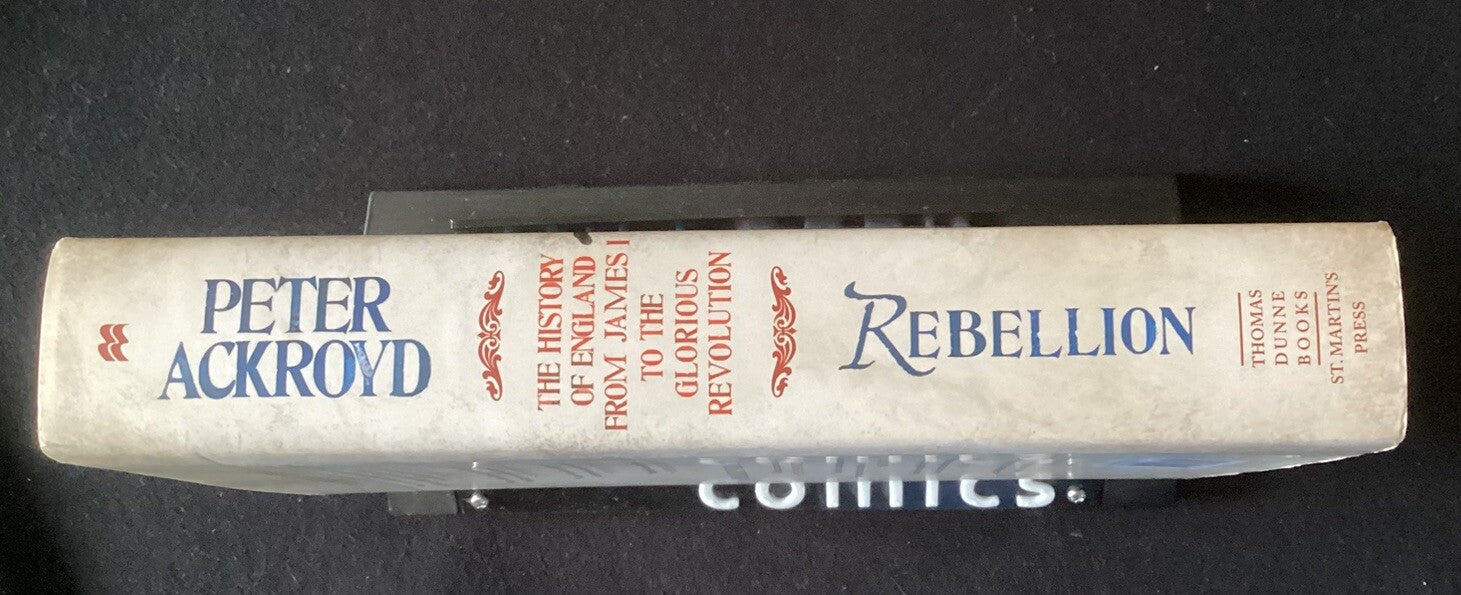 PETER
ACKROYD
THE HISTORY
OF ENGLAND
FROM JAMES I
TO THE
GLORIOUS
REVOLUTION
REBELLION
THOMAS
DUNNE
BOOKS
ST. MARTIN'S
PRESS
comics